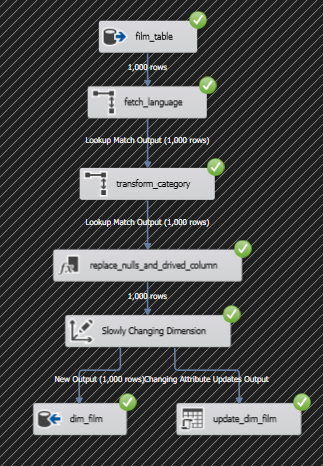 film_table
1,000 rows
fetch_language
Lookup Match Output (1,000 rows)
transform_category
Lookup Match Output (1,000 rows)
replace_nulls_and_drived_column
1,000 rows
Slowly Changing Dimension
New Output (1,000 rows)
Changing Attribute Updates Output
dim_film
update_dim_film